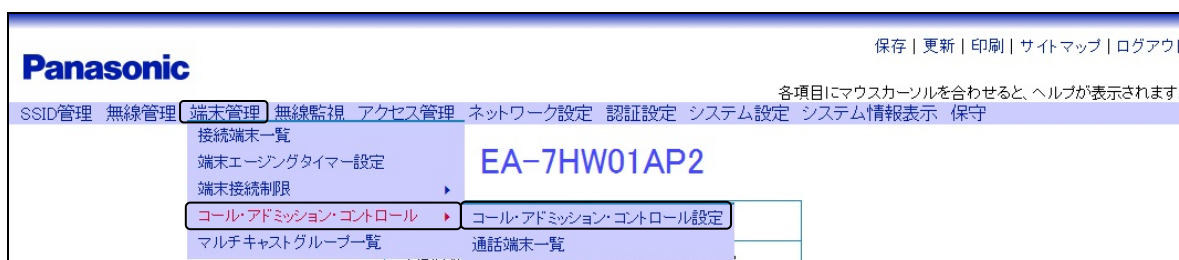 保存 | 更新 | 印刷 | サイトマップ | ログアウト
Panasonic
各項目にマウスカーソルを合わせると、ヘルプが表示されます
SSID管理 無線管理 端末管理 無線監視 アクセス管理 ネットワーク設定 認証設定 システム設定 システム情報表示 保守
接続端末一覧
端末エージングタイマー設定
EA-7HW01AP2
端末接続制限
コール・アドミッション・コントロール コール・アドミッション・コントロール設定
マルチキャストグループ一覧 通話端末一覧